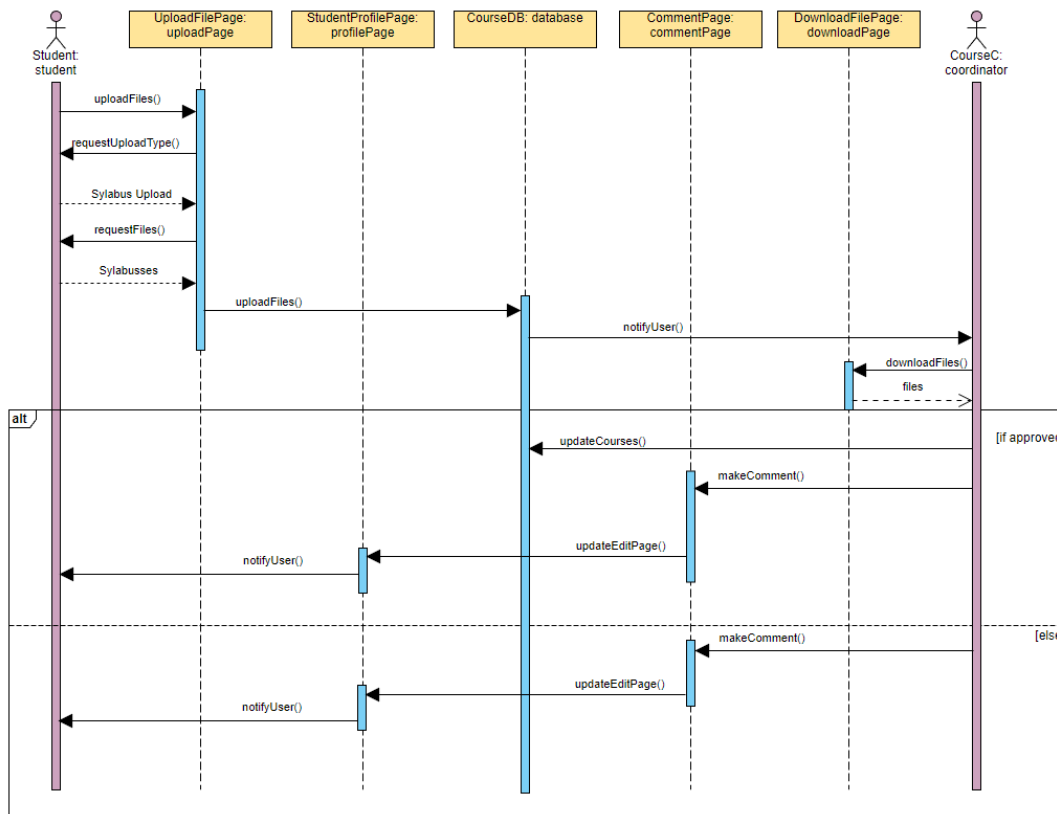 UploadFilePage:
uploadPage
StudentProfilePage:
profilePage
CourseDB: database
CommentPage:
commentPage
DownloadFilePage:
downloadPage
Student:
student
CourseC:
coordinator
uploadFiles()
requestUploadType()
Sylabus Upload
requestFiles()
Sylabusses
uploadFiles()
notifyUser()
downloadFiles()
files
alt
[if approved
updateCourses()
makeComment()
updateEditPage()
notifyUser()
[else
makeComment()
updateEditPage()
notifyUser()